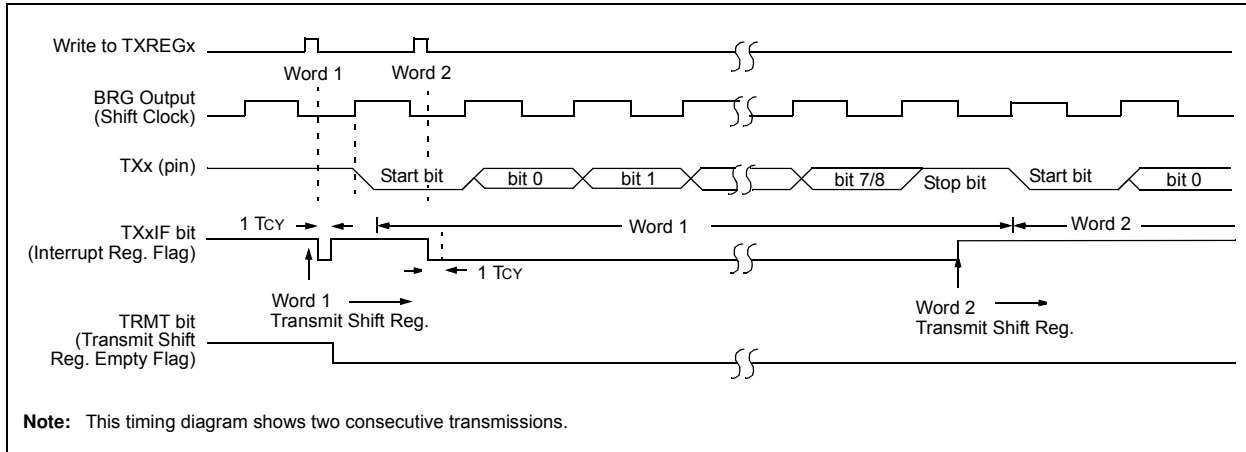 Write to TXREGx
Word 1 Word 2
BRG Output
(Shift Clock)
TXx (pin)
Start bit bit 0 bit 1 bit 7/8 Stop bit Start bit bit 0
1 TCY
Word 1 Word 2
TXxIF bit
(Interrupt Reg. Flag)
1 TCY
Word 1
Transmit Shift Reg.
Word 2
Transmit Shift Reg.
TRMT bit
(Transmit Shift
Reg. Empty Flag)
Note: This timing diagram shows two consecutive transmissions.